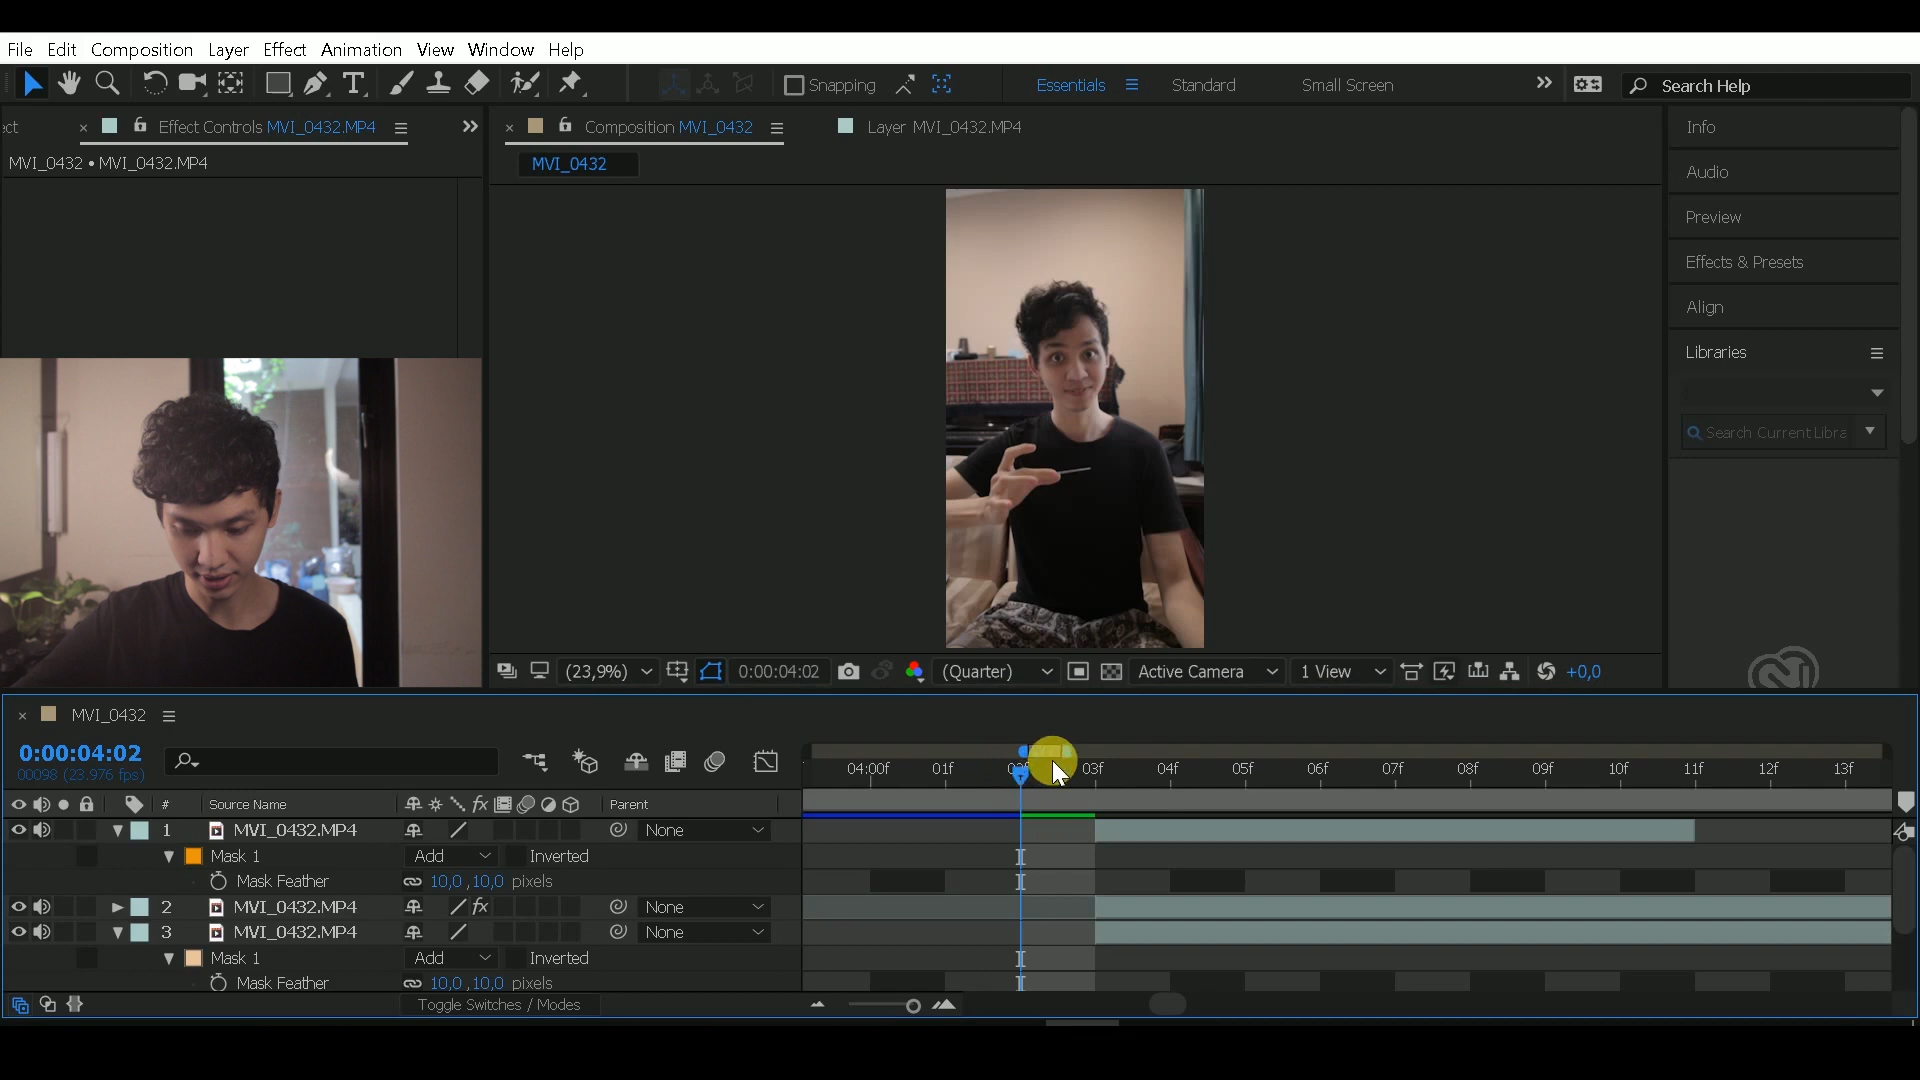 File Edit Composition Layer Effect Animation View Window Help
Snapping Essentials Standard Small Screen Search Help
ect Effect Controls MVI_0432.MP4 Composition MVI_0432 Layer MVI_0432.MP4 Info
MVI_0432 • MVI_0432.MP4 MVI_0432
Audio
Preview
Effects & Presets
Align
Libraries
Search Current Libra
(23,9%) 0:00:04:02 (Quarter) Active Camera 1 View +0,0
MVI_0432
0:00:04:02
00098 (23.976 fps)
04:00f 01f 03f 04f 05f 06f 07f 08f 09f 10f 11f 12f 13f
# Source Name fx Parent
1 MVI_0432.MP4 None
Mask 1 Add Inverted
Mask Feather 10,0 ,10,0 pixels
2 MVI_0432.MP4 fx None
3 MVI_0432.MP4 None
Mask 1 Add Inverted
Mask Feather 10,0 ,10,0 pixels
Toggle Switches / Modes